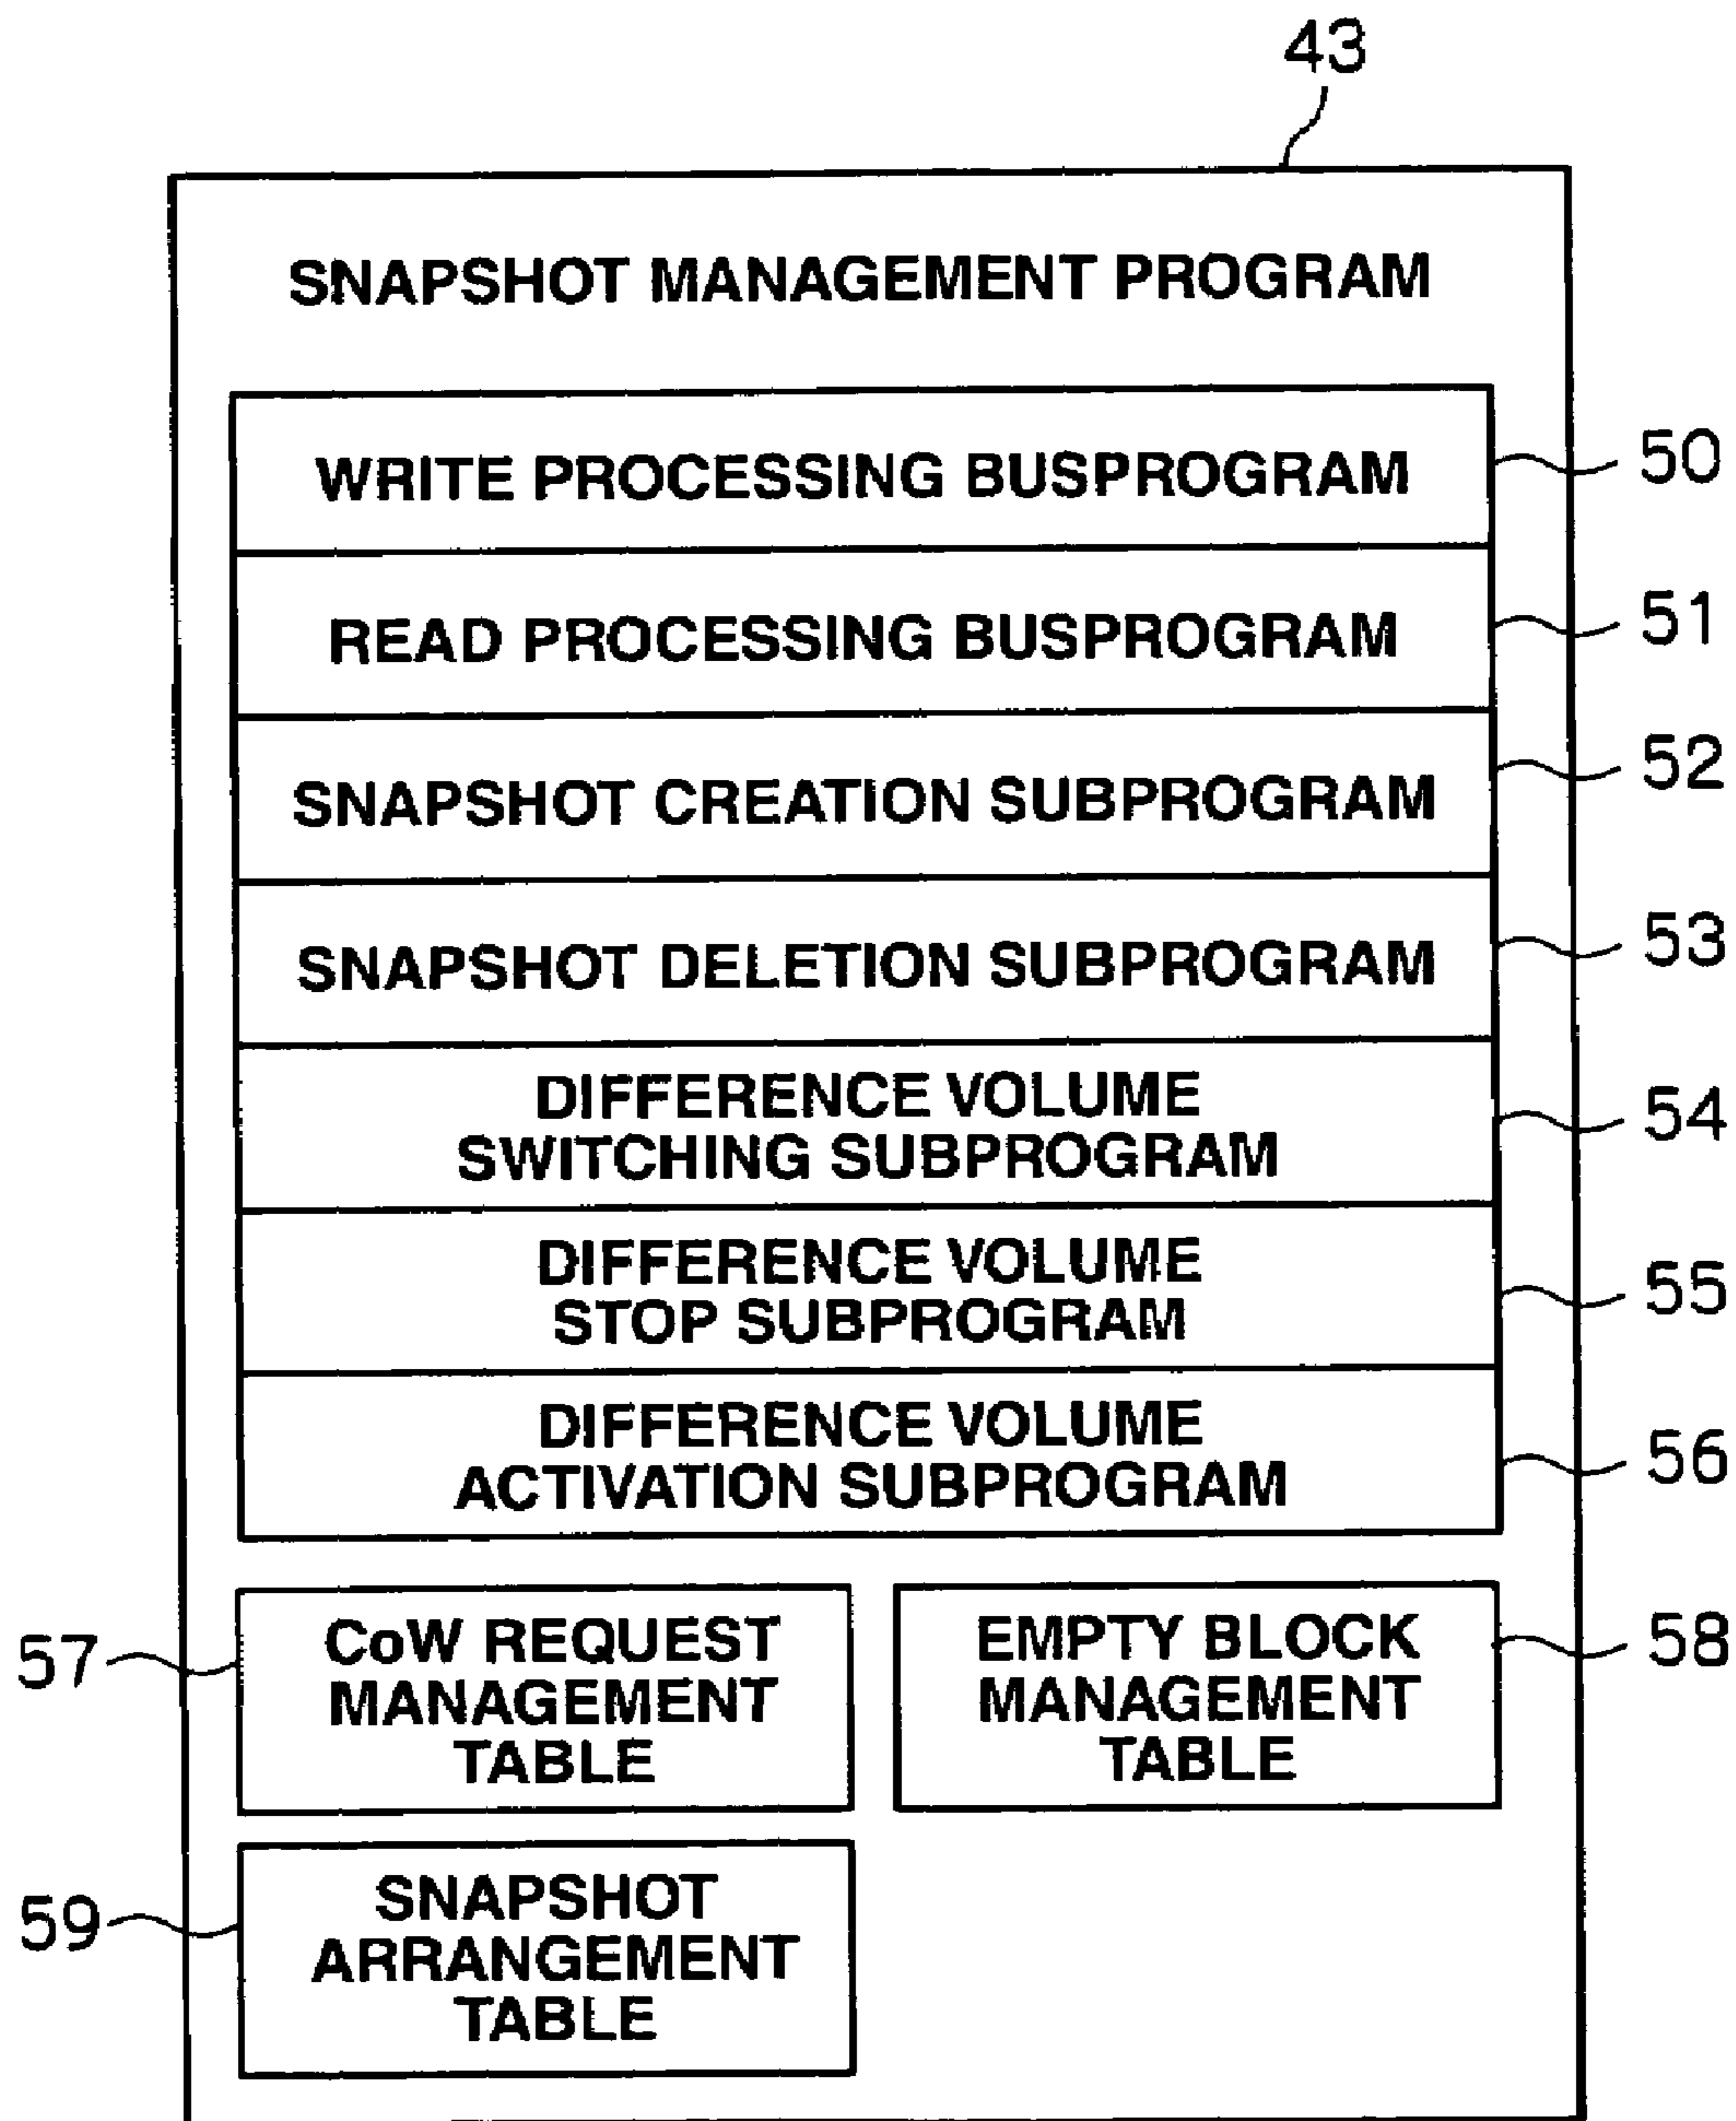 43
SNAPSHOT MANAGEMENT PROGRAM
WRITE PROCESSING BUSPROGRAM
50
READ PROCESSING BUSPROGRAM
51
SNAPSHOT CREATION SUBPROGRAM
52
SNAPSHOT DELETION SUBPROGRAM
53
DIFFERENCE VOLUME
SWITCHING SUBPROGRAM
54
DIFFERENCE VOLUME
STOP SUBPROGRAM
55
DIFFERENCE VOLUME
ACTIVATION SUBPROGRAM
56
57
CoW REQUEST
MANAGEMENT
TABLE
EMPTY BLOCK
MANAGEMENT
TABLE
58
59
SNAPSHOT
ARRANGEMENT
TABLE